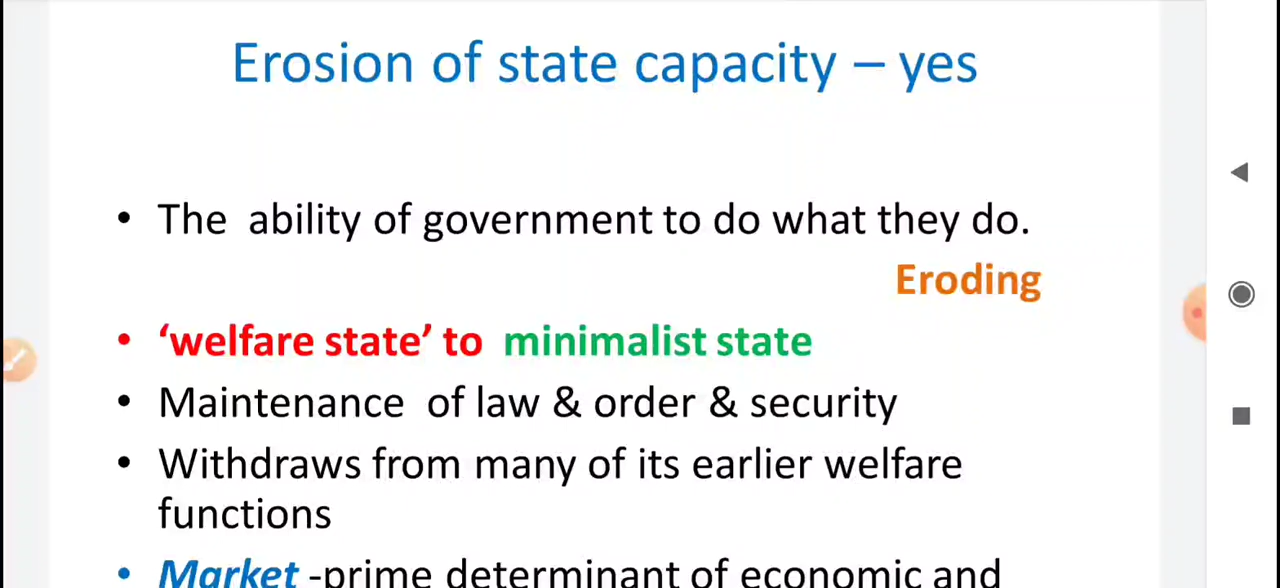 Erosion of state capacity – yes
• The ability of government to do what they do.
Eroding
• ‘welfare state’ to minimalist state
• Maintenance of law & order & security
• Withdraws from many of its earlier welfare
functions
• Market -prime determinant of economic and